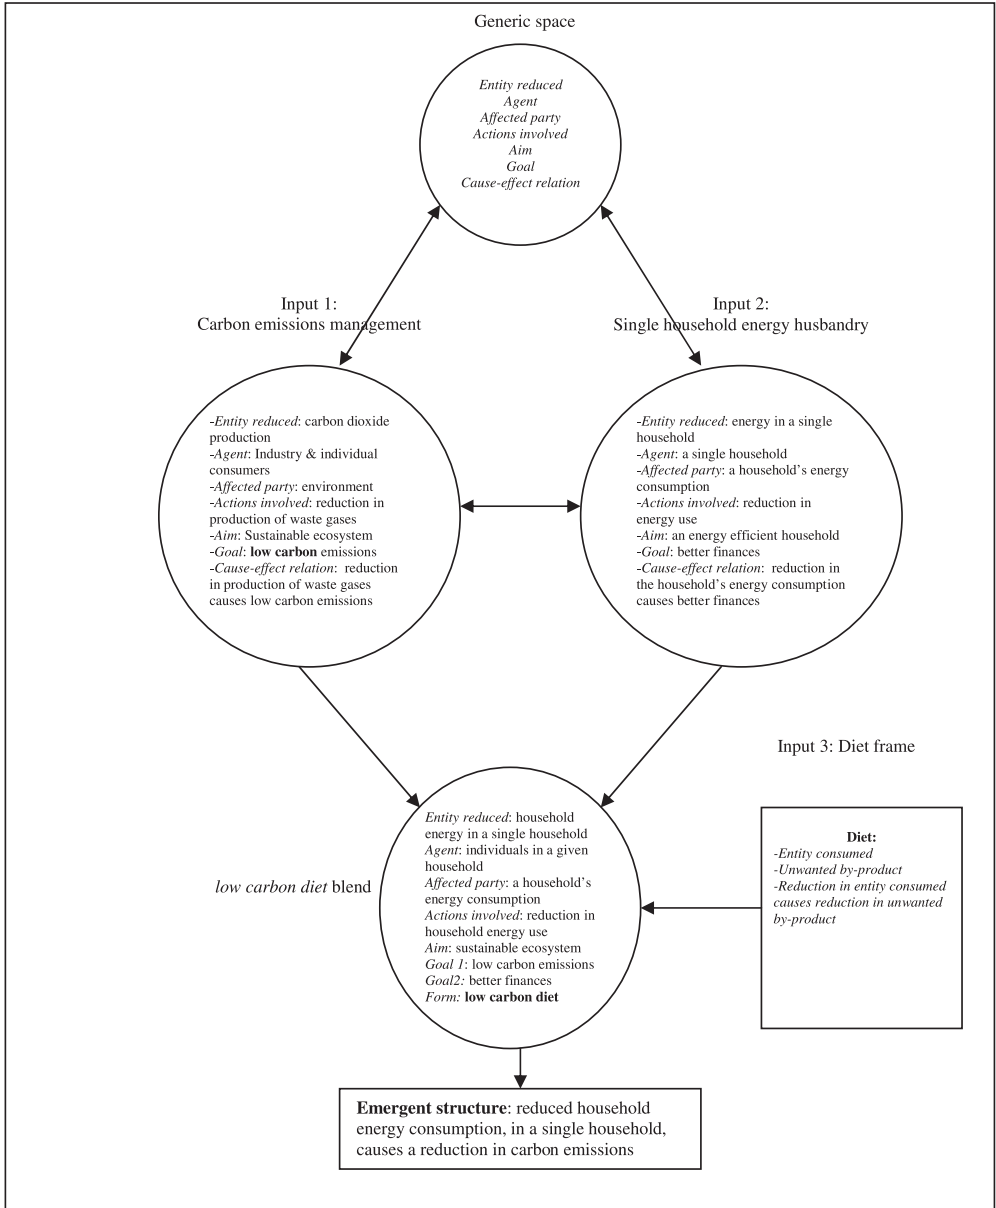 Generic space
Entity reduced
Agent
Affected party
Actions involved
Aim
Goal
Cause-effect relation
Input 1:
Carbon emissions management
Input 2:
Single household energy husbandry
-Entity reduced: carbon dioxide
production
-Agent: Industry & individual
consumers
-Affected party: environment
-Actions involved: reduction in
production of waste gases
-Aim: Sustainable ecosystem
-Goal: low carbon emissions
-Cause-effect relation: reduction
in production of waste gases
causes low carbon emissions
-Entity reduced: energy in a single
household
-Agent: a single household
-Affected party: a household's energy
consumption
-Actions involved: reduction in
energy use
-Aim: an energy efficient household
-Goal: better finances
-Cause-effect relation: reduction in
the household's energy consumption
causes better finances
Input 3: Diet frame
Entity reduced: household
energy in a single household
Agent: individuals in a given
household
Affected party: a household's
energy consumption
Actions involved: reduction in
household energy use
Aim: sustainable ecosystem
Goal 1: low carbon emissions
Goal2: better finances
Form: low carbon diet
low carbon diet blend
Diet:
-Entity consumed
-Unwanted by-product
-Reduction in entity consumed
causes reduction in unwanted
by-product
Emergent structure: reduced household
energy consumption, in a single household,
causes a reduction in carbon emissions